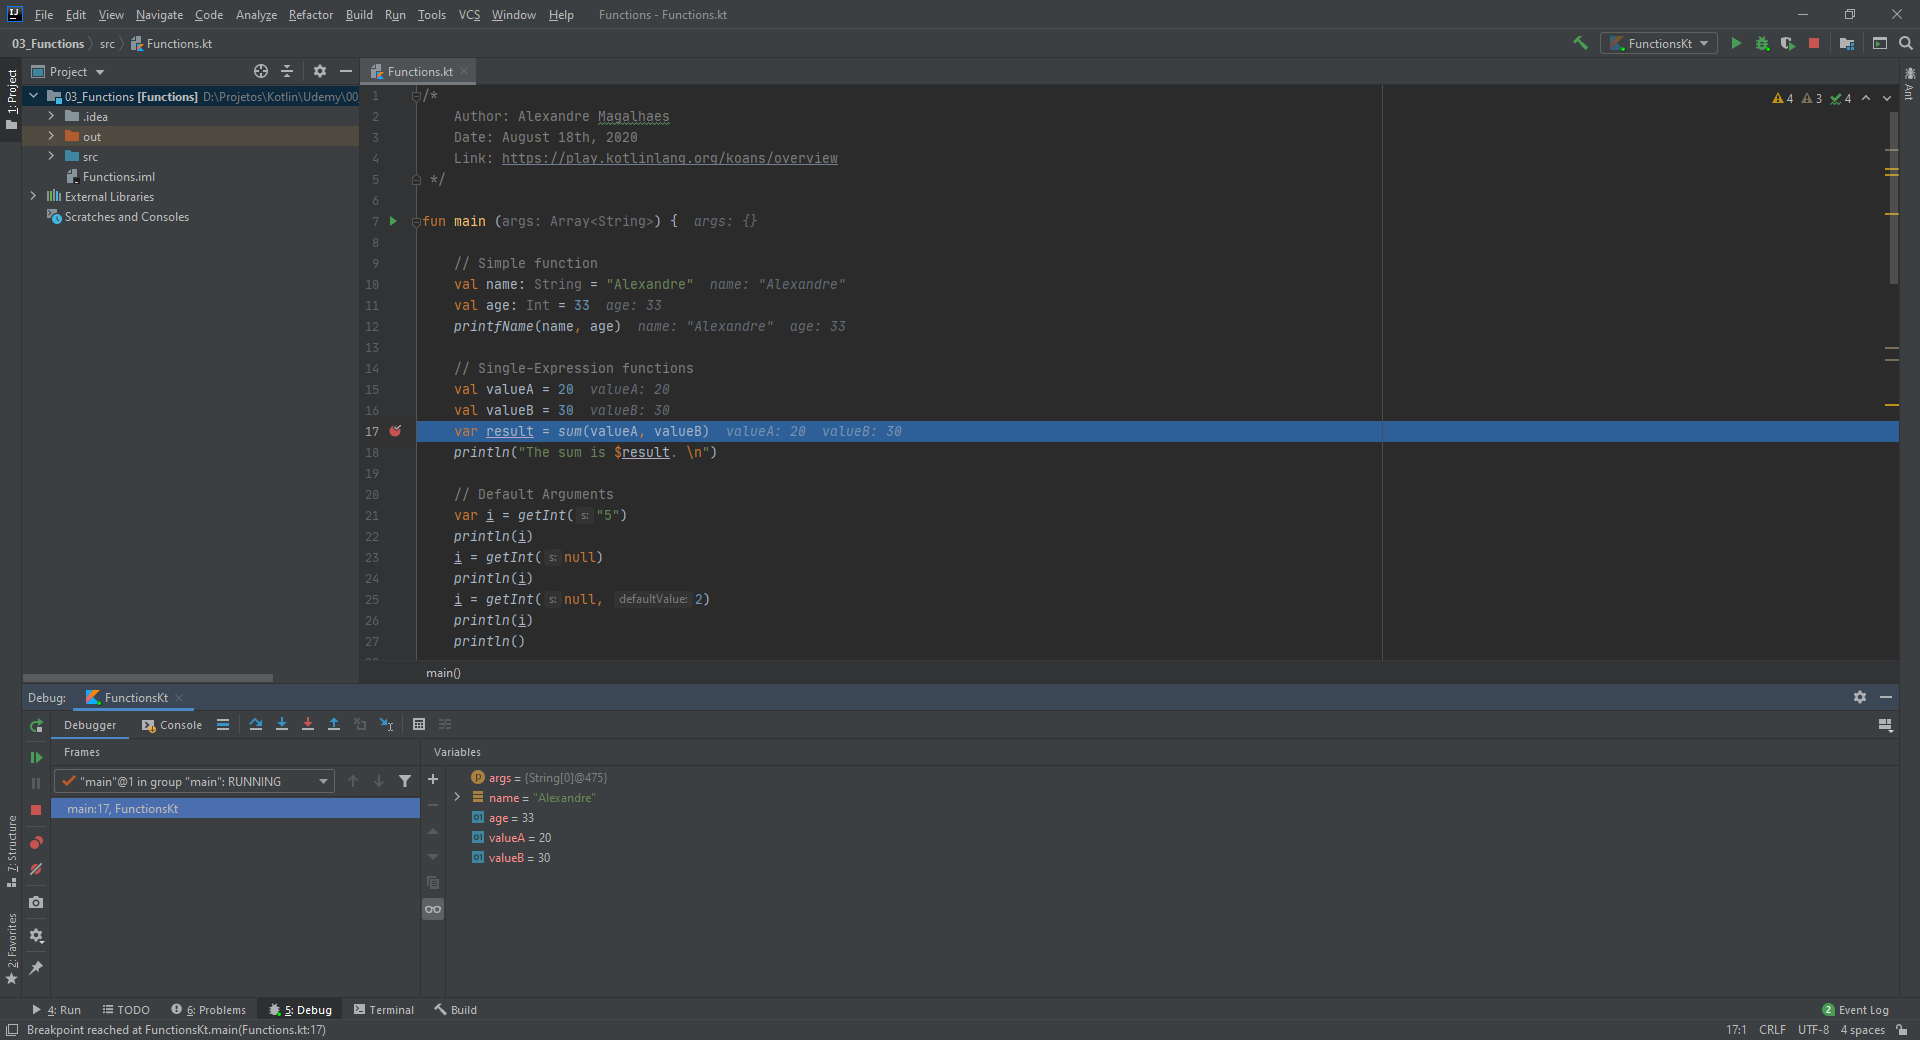 File Edit View Navigate Code Analyze Refactor Build Run Tools VCS Window Help Functions - Functions.kt
03_Functions src Functions.kt FunctionsKt
1: Project
Project
Functions.kt
Ant
03_Functions [Functions] D:\Projetos\Kotlin\Udemy\00_
.idea
out
src
Functions.iml
External Libraries
Scratches and Consoles
4 3 4
1 /*
2 Author: Alexandre Magalhaes
3 Date: August 18th, 2020
4 Link: https://play.kotlinlang.org/koans/overview
5 */
6
7 fun main (args: Array<String>) { args: {}
8
9 // Simple function
10 val name: String = "Alexandre" name: "Alexandre"
11 val age: Int = 33 age: 33
12 printfName(name, age) name: "Alexandre" age: 33
13
14 // Single-Expression functions
15 val valueA = 20 valueA: 20
16 val valueB = 30 valueB: 30
17 var result = sum(valueA, valueB) valueA: 20 valueB: 30
18 println("The sum is $result. \n")
19
20 // Default Arguments
21 var i = getInt( s: "5")
22 println(i)
23 i = getInt( s: null)
24 println(i)
25 i = getInt( s: null, defaultValue: 2)
26 println(i)
27 println()
main()
Debug: FunctionsKt
Debugger Console
Frames
Variables
"main"@1 in group "main": RUNNING
main:17, FunctionsKt
args = {String[0]@475}
name = "Alexandre"
age = 33
valueA = 20
valueB = 30
7: Structure
2: Favorites
4: Run TODO 6: Problems 5: Debug Terminal Build 2 Event Log
Breakpoint reached at FunctionsKt.main(Functions.kt:17) 17:1 CRLF UTF-8 4 spaces